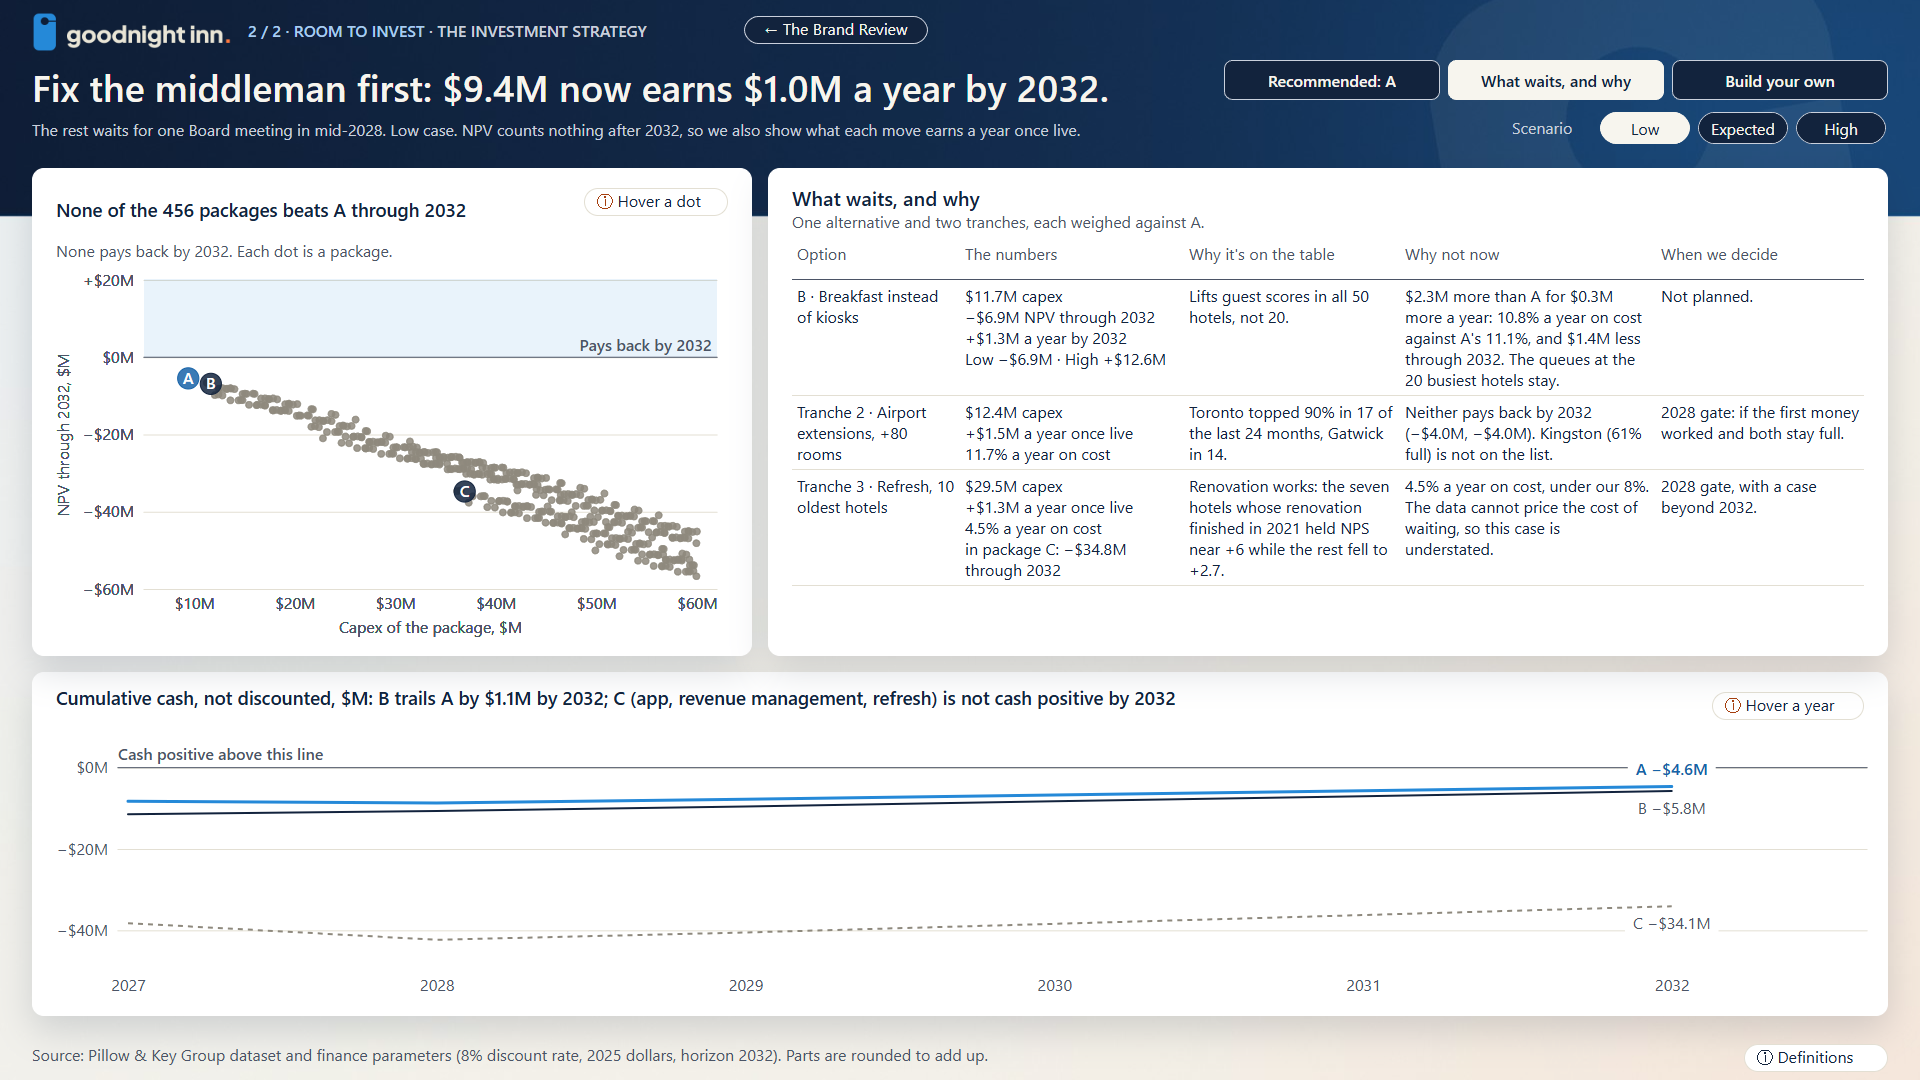 goodnight inn.
2 / 2 · ROOM TO INVEST · THE INVESTMENT STRATEGY
← The Brand Review
Fix the middleman first: $9.4M now earns $1.0M a year by 2032.
The rest waits for one Board meeting in mid-2028. Low case. NPV counts nothing after 2032, so we also show what each move earns a year once live.
Recommended: A
What waits, and why
Build your own
Scenario
Low
Expected
High
None of the 456 packages beats A through 2032
ⓘ Hover a dot
None pays back by 2032. Each dot is a package.
NPV through 2032, $M
+$20M
$0M
−$20M
−$40M
−$60M
Pays back by 2032
A
B
C
$10M
$20M
$30M
$40M
$50M
$60M
Capex of the package, $M
What waits, and why
One alternative and two tranches, each weighed against A.
Option
The numbers
Why it's on the table
Why not now
When we decide
B · Breakfast instead
of kiosks
$11.7M capex
−$6.9M NPV through 2032
+$1.3M a year by 2032
Low −$6.9M · High +$12.6M
Lifts guest scores in all 50
hotels, not 20.
$2.3M more than A for $0.3M
more a year: 10.8% a year on cost
against A's 11.1%, and $1.4M less
through 2032. The queues at the
20 busiest hotels stay.
Not planned.
Tranche 2 · Airport
extensions, +80
rooms
$12.4M capex
+$1.5M a year once live
11.7% a year on cost
Toronto topped 90% in 17 of
the last 24 months, Gatwick
in 14.
Neither pays back by 2032
(−$4.0M, −$4.0M). Kingston (61%
full) is not on the list.
2028 gate: if the first money
worked and both stay full.
Tranche 3 · Refresh, 10
oldest hotels
$29.5M capex
+$1.3M a year once live
4.5% a year on cost
in package C: −$34.8M
through 2032
Renovation works: the seven
hotels whose renovation
finished in 2021 held NPS
near +6 while the rest fell to
+2.7.
4.5% a year on cost, under our 8%.
The data cannot price the cost of
waiting, so this case is
understated.
2028 gate, with a case
beyond 2032.
Cumulative cash, not discounted, $M: B trails A by $1.1M by 2032; C (app, revenue management, refresh) is not cash positive by 2032
ⓘ Hover a year
Cash positive above this line
$0M
−$20M
−$40M
A −$4.6M
B −$5.8M
C −$34.1M
2027
2028
2029
2030
2031
2032
Source: Pillow & Key Group dataset and finance parameters (8% discount rate, 2025 dollars, horizon 2032). Parts are rounded to add up.
ⓘ Definitions